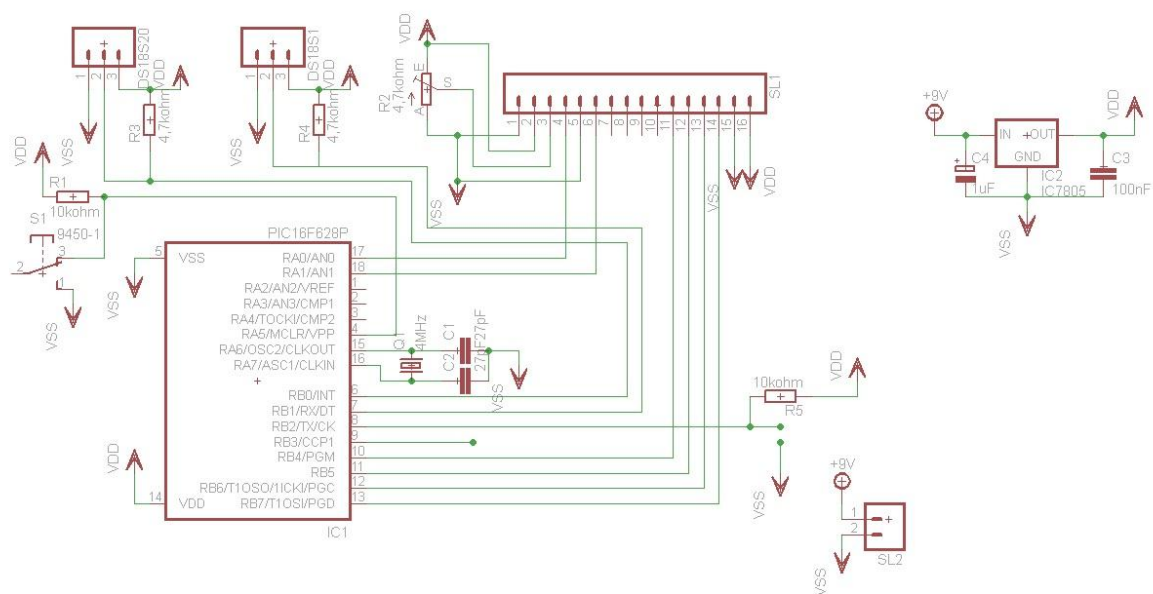 DS18S20
1 2 3
VDD
R3
4,7kohm
VSS
DS18S1
1 2 3
VDD
R4
4,7kohm
VSS
VDD
R2
4,7kohm
A E S
SL1
1 2 3 4 5 6 7 8 9 10 11 12 13 14 15 16
VSS
VSS
VDD
+9V
IN +OUT
GND
IC2
IC7805
C4
1uF
C3
100nF
VDD
VSS
VDD
R1
10kohm
S1
9450-1
2 3
1
VSS
PIC16F628P
5 VSS
VSS
RA0/AN0 17
RA1/AN1 18
RA2/AN2/VREF 1
RA3/AN3/CMP1 2
RA4/TOCKI/CMP2 3
RA5/MCLR/VPP 4
RA6/OSC2/CLKOUT 15
RA7/ASC1/CLKIN 16
RB0/INT 6
RB1/RX/DT 7
RB2/TX/CK 8
RB3/CCP1 9
RB4/PGM 10
RB5 11
RB6/T1OSO/1ICKI/PGC 12
RB7/T1OSI/PGD 13
14 VDD
VDD
IC1
4MHz
C1
27pF
C2
27pF
VSS
10kohm
R5
VDD
VSS
+9V
1
2
SL2
VSS